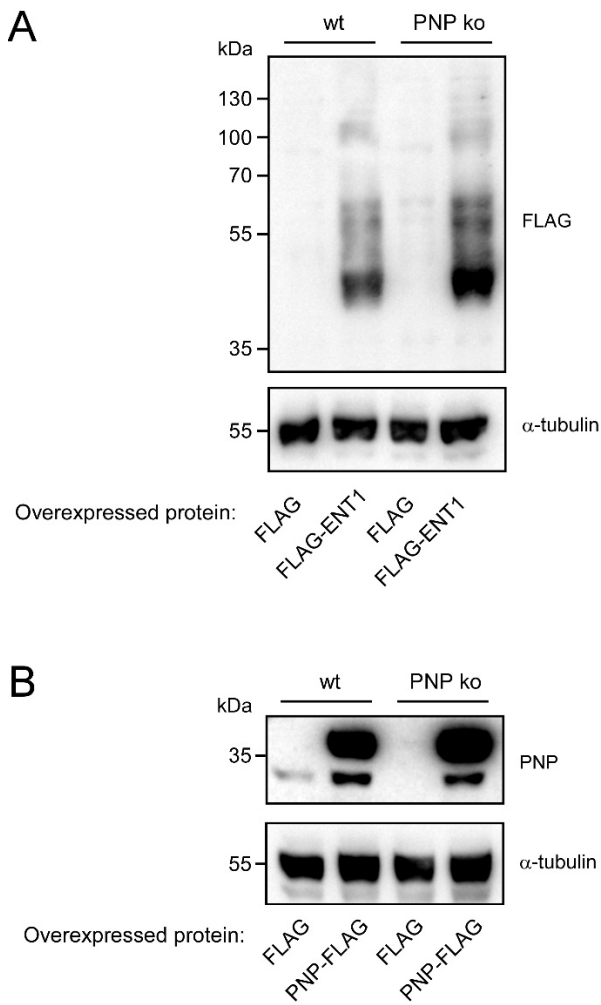 A
wt PNP ko
kDa
130
100
70
55
35
FLAG
55
α-tubulin
Overexpressed protein: FLAG FLAG-ENT1 FLAG FLAG-ENT1
B
wt PNP ko
kDa
35
PNP
55
α-tubulin
Overexpressed protein: FLAG PNP-FLAG FLAG PNP-FLAG